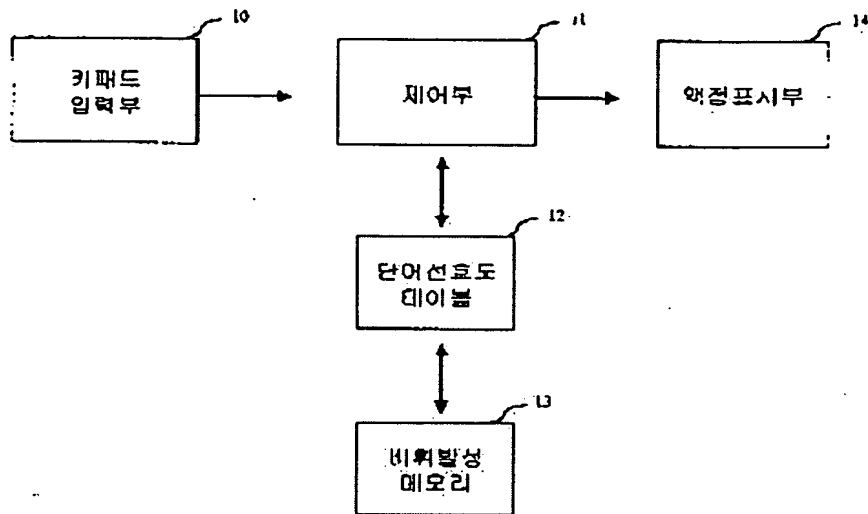 10
11
14
키패드
입력부
제어부
액정표시부
12
단어선호도
테이블
13
비휘발성
메모리